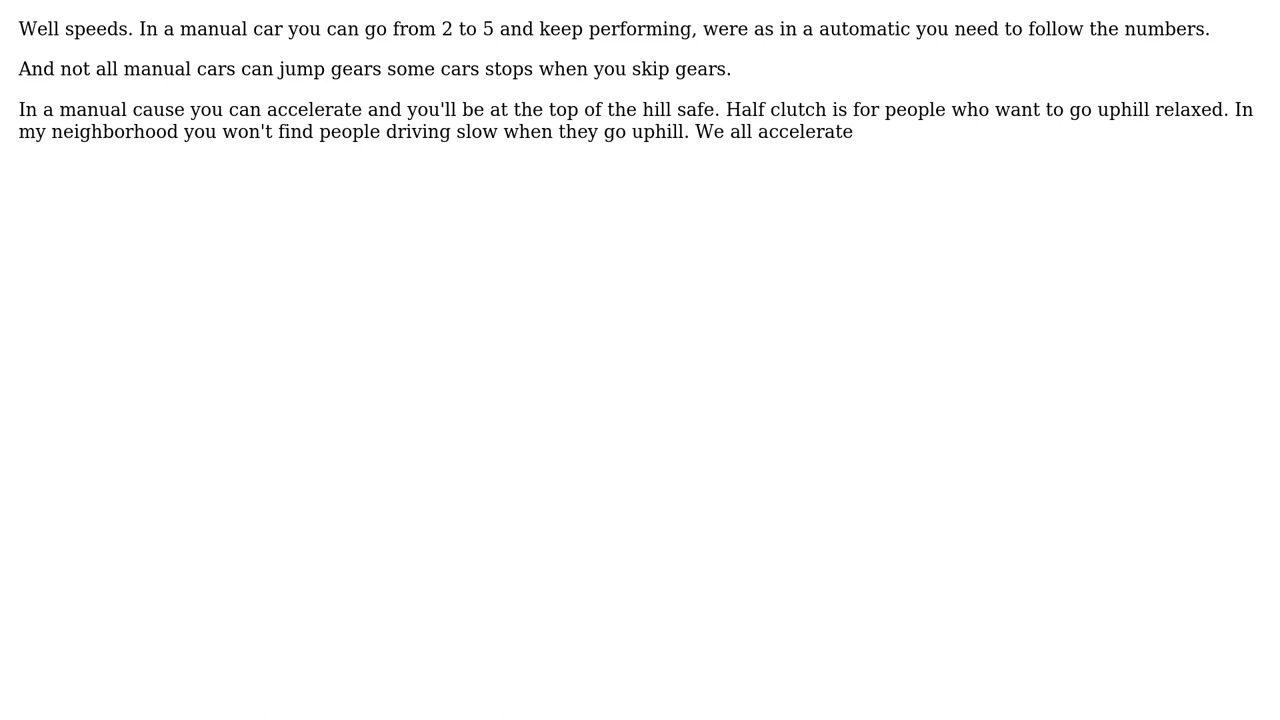 Well speeds. In a manual car you can go from 2 to 5 and keep performing, were as in a automatic you need to follow the numbers.
And not all manual cars can jump gears some cars stops when you skip gears.
In a manual cause you can accelerate and you'll be at the top of the hill safe. Half clutch is for people who want to go uphill relaxed. In
my neighborhood you won't find people driving slow when they go uphill. We all accelerate